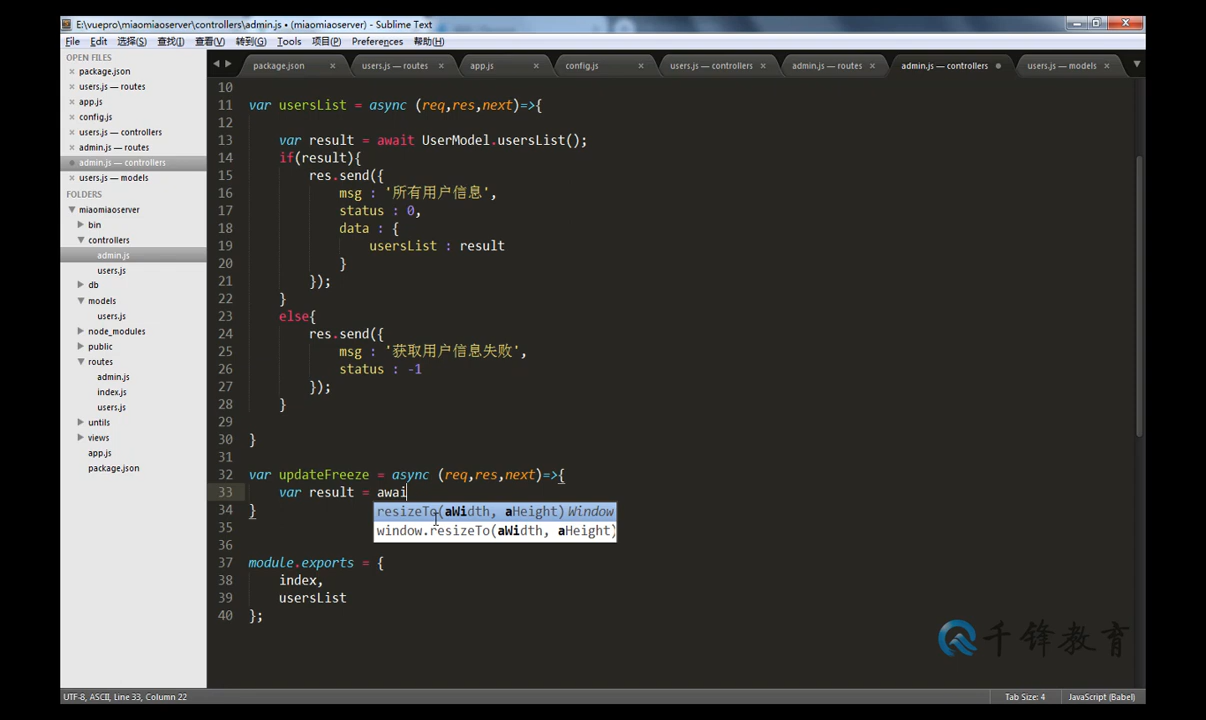 E:\vuepro\miaomiaoserver\controllers\admin.js • (miaomiaoserver) - Sublime Text
File Edit 选择(S) 查找(I) 查看(V) 转到(G) Tools 项目(P) Preferences 帮助(H)
OPEN FILES
package.json
users.js — routes
app.js
config.js
users.js — controllers
admin.js — routes
admin.js — controllers
users.js — models
FOLDERS
miaomiaoserver
bin
controllers
admin.js
users.js
db
models
users.js
node_modules
public
routes
admin.js
index.js
users.js
untils
views
app.js
package.json
package.json users.js — routes app.js config.js users.js — controllers admin.js — routes admin.js — controllers users.js — models
10
11 var usersList = async (req,res,next)=>{
12
13 var result = await UserModel.usersList();
14 if(result){
15 res.send({
16 msg : '所有用户信息',
17 status : 0,
18 data : {
19 usersList : result
20 }
21 });
22 }
23 else{
24 res.send({
25 msg : '获取用户信息失败',
26 status : -1
27 });
28 }
29
30 }
31
32 var updateFreeze = async (req,res,next)=>{
33 var result = awai
34 }
resizeTo(aWidth, aHeight) Window
35
window.resizeTo(aWidth, aHeight)
36
37 module.exports = {
38 index,
39 usersList
40 };
千锋教育
UTF-8, ASCII, Line 33, Column 22
Tab Size: 4
JavaScript (Babel)